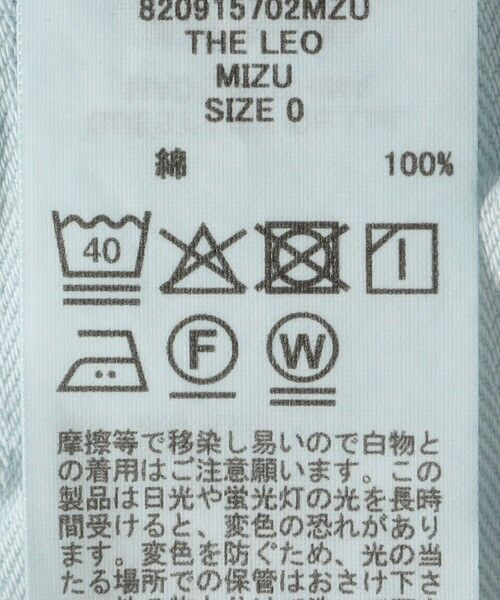 820915702MZU
THE LEO
MIZU
SIZE 0
綿 100%
40
F W
摩擦等で移染し易いので白物と
の着用はご注意願います。この
製品は日光や蛍光灯の光を長時
間受けると、変色の恐れがあり
ます。変色を防ぐため、光の当
たる場所での保管はおさけ下さ